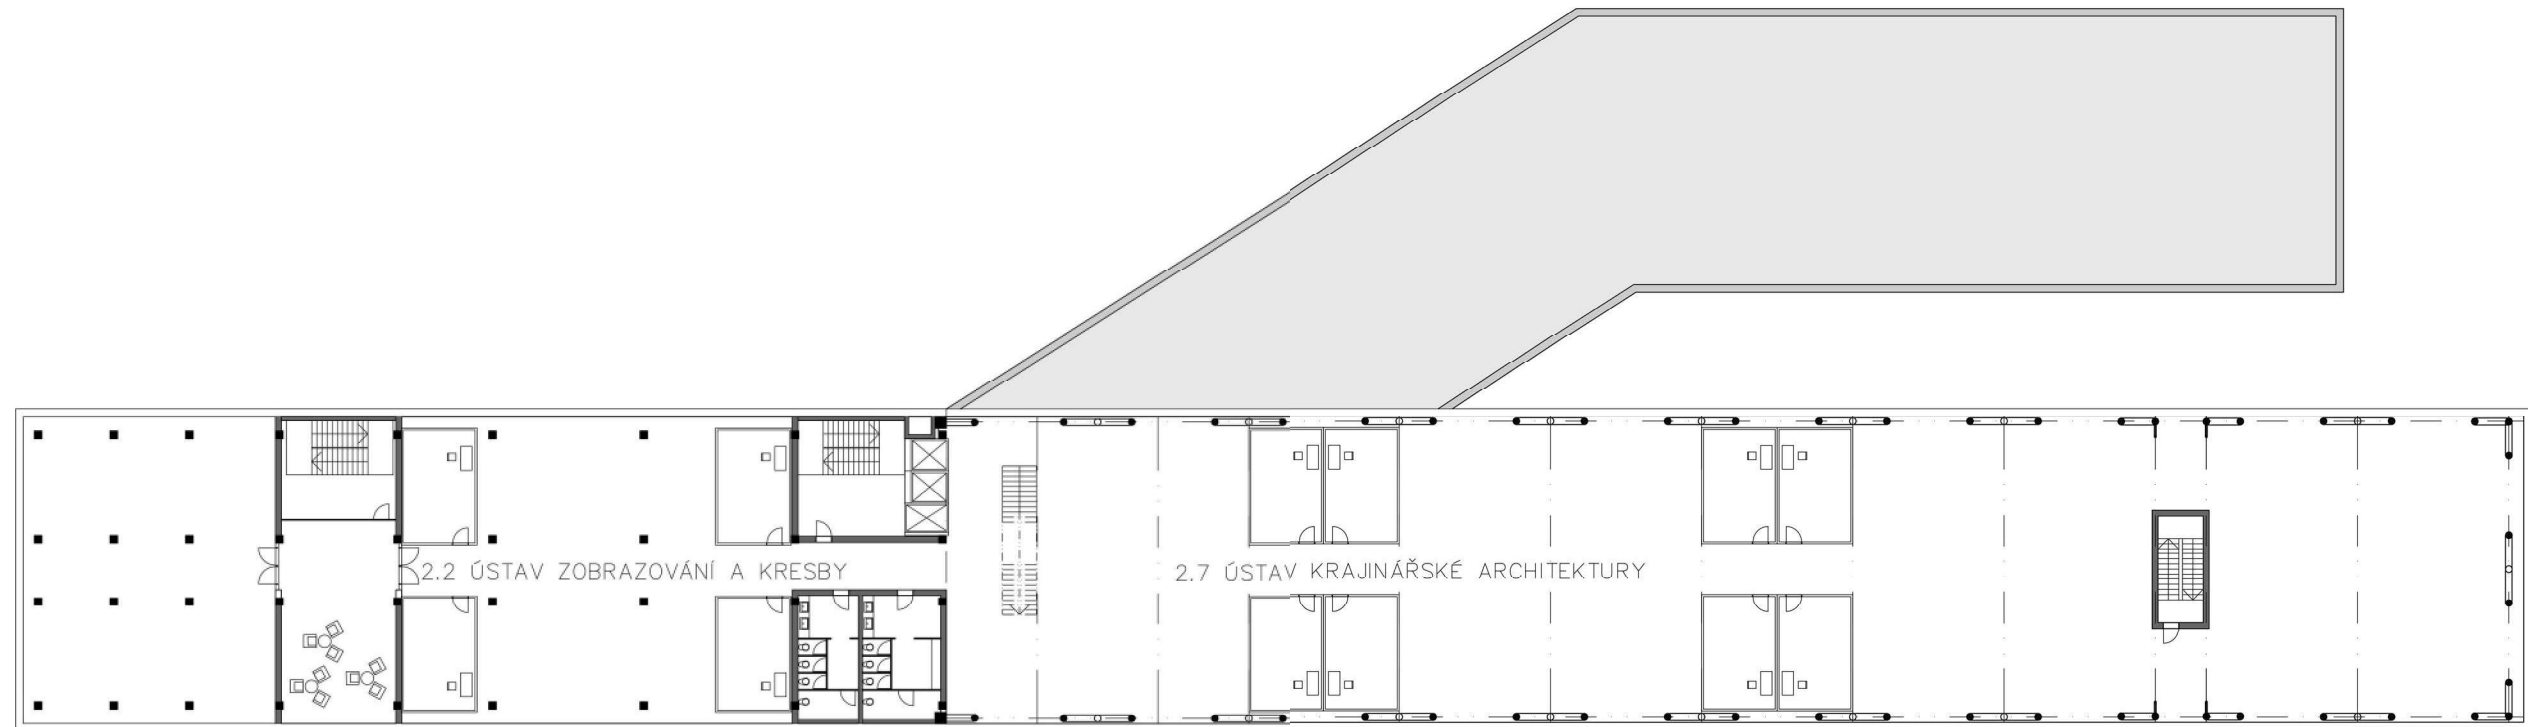 2.2 ÚSTAV ZOBRAZOVÁNÍ A KRESBY
2.7 ÚSTAV KRAJINÁŘSKÉ ARCHITEKTURY